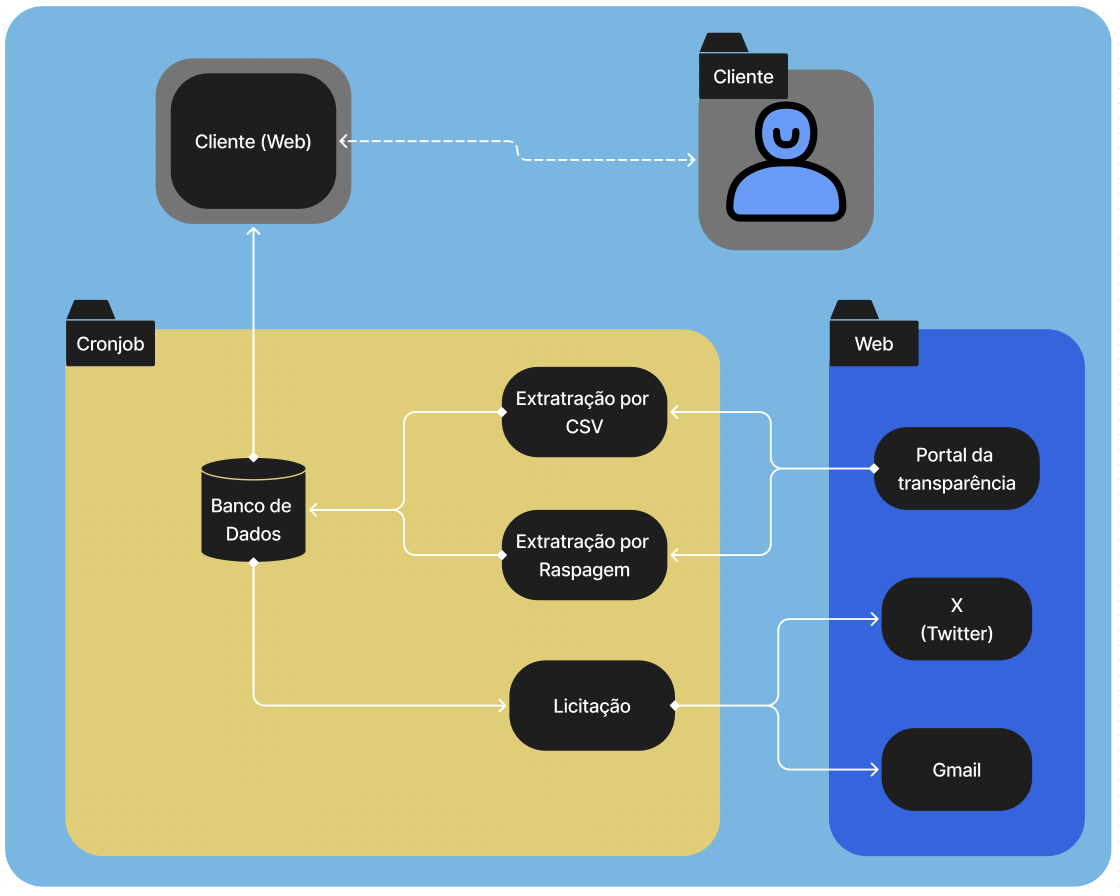 Cliente
Cliente (Web)
Cronjob
Web
Extratração por
CSV
Portal da
transparência
Banco de
Dados
Extratração por
Raspagem
X
(Twitter)
Licitação
Gmail